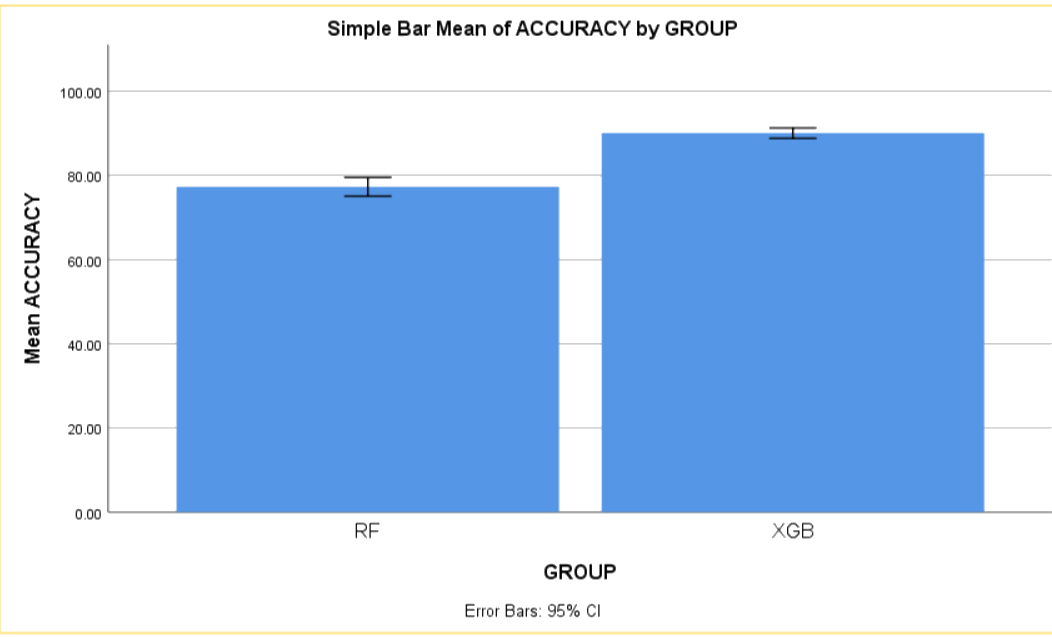 Simple Bar Mean of ACCURACY by GROUP
Mean ACCURACY
100.00
80.00
60.00
40.00
20.00
0.00
RF XGB
GROUP
Error Bars: 95% CI